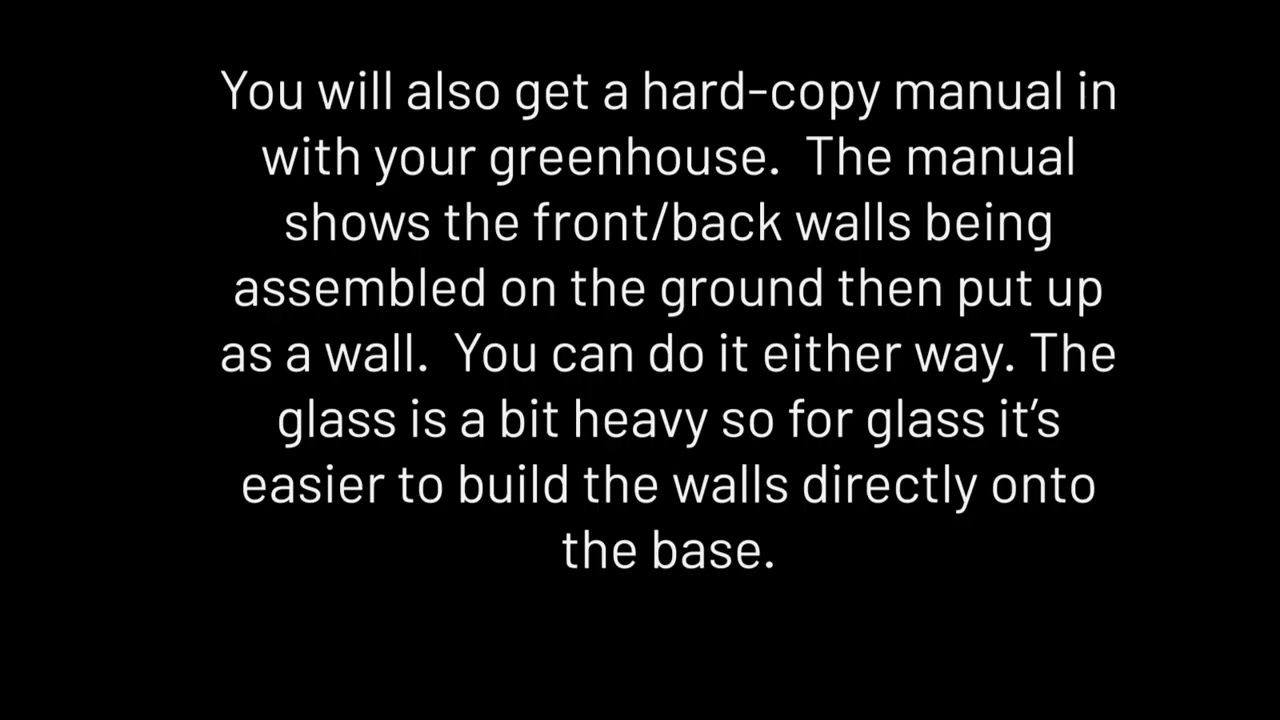 You will also get a hard-copy manual in
with your greenhouse.  The manual
shows the front/back walls being
assembled on the ground then put up
as a wall.  You can do it either way. The
glass is a bit heavy so for glass it’s
easier to build the walls directly onto
the base.